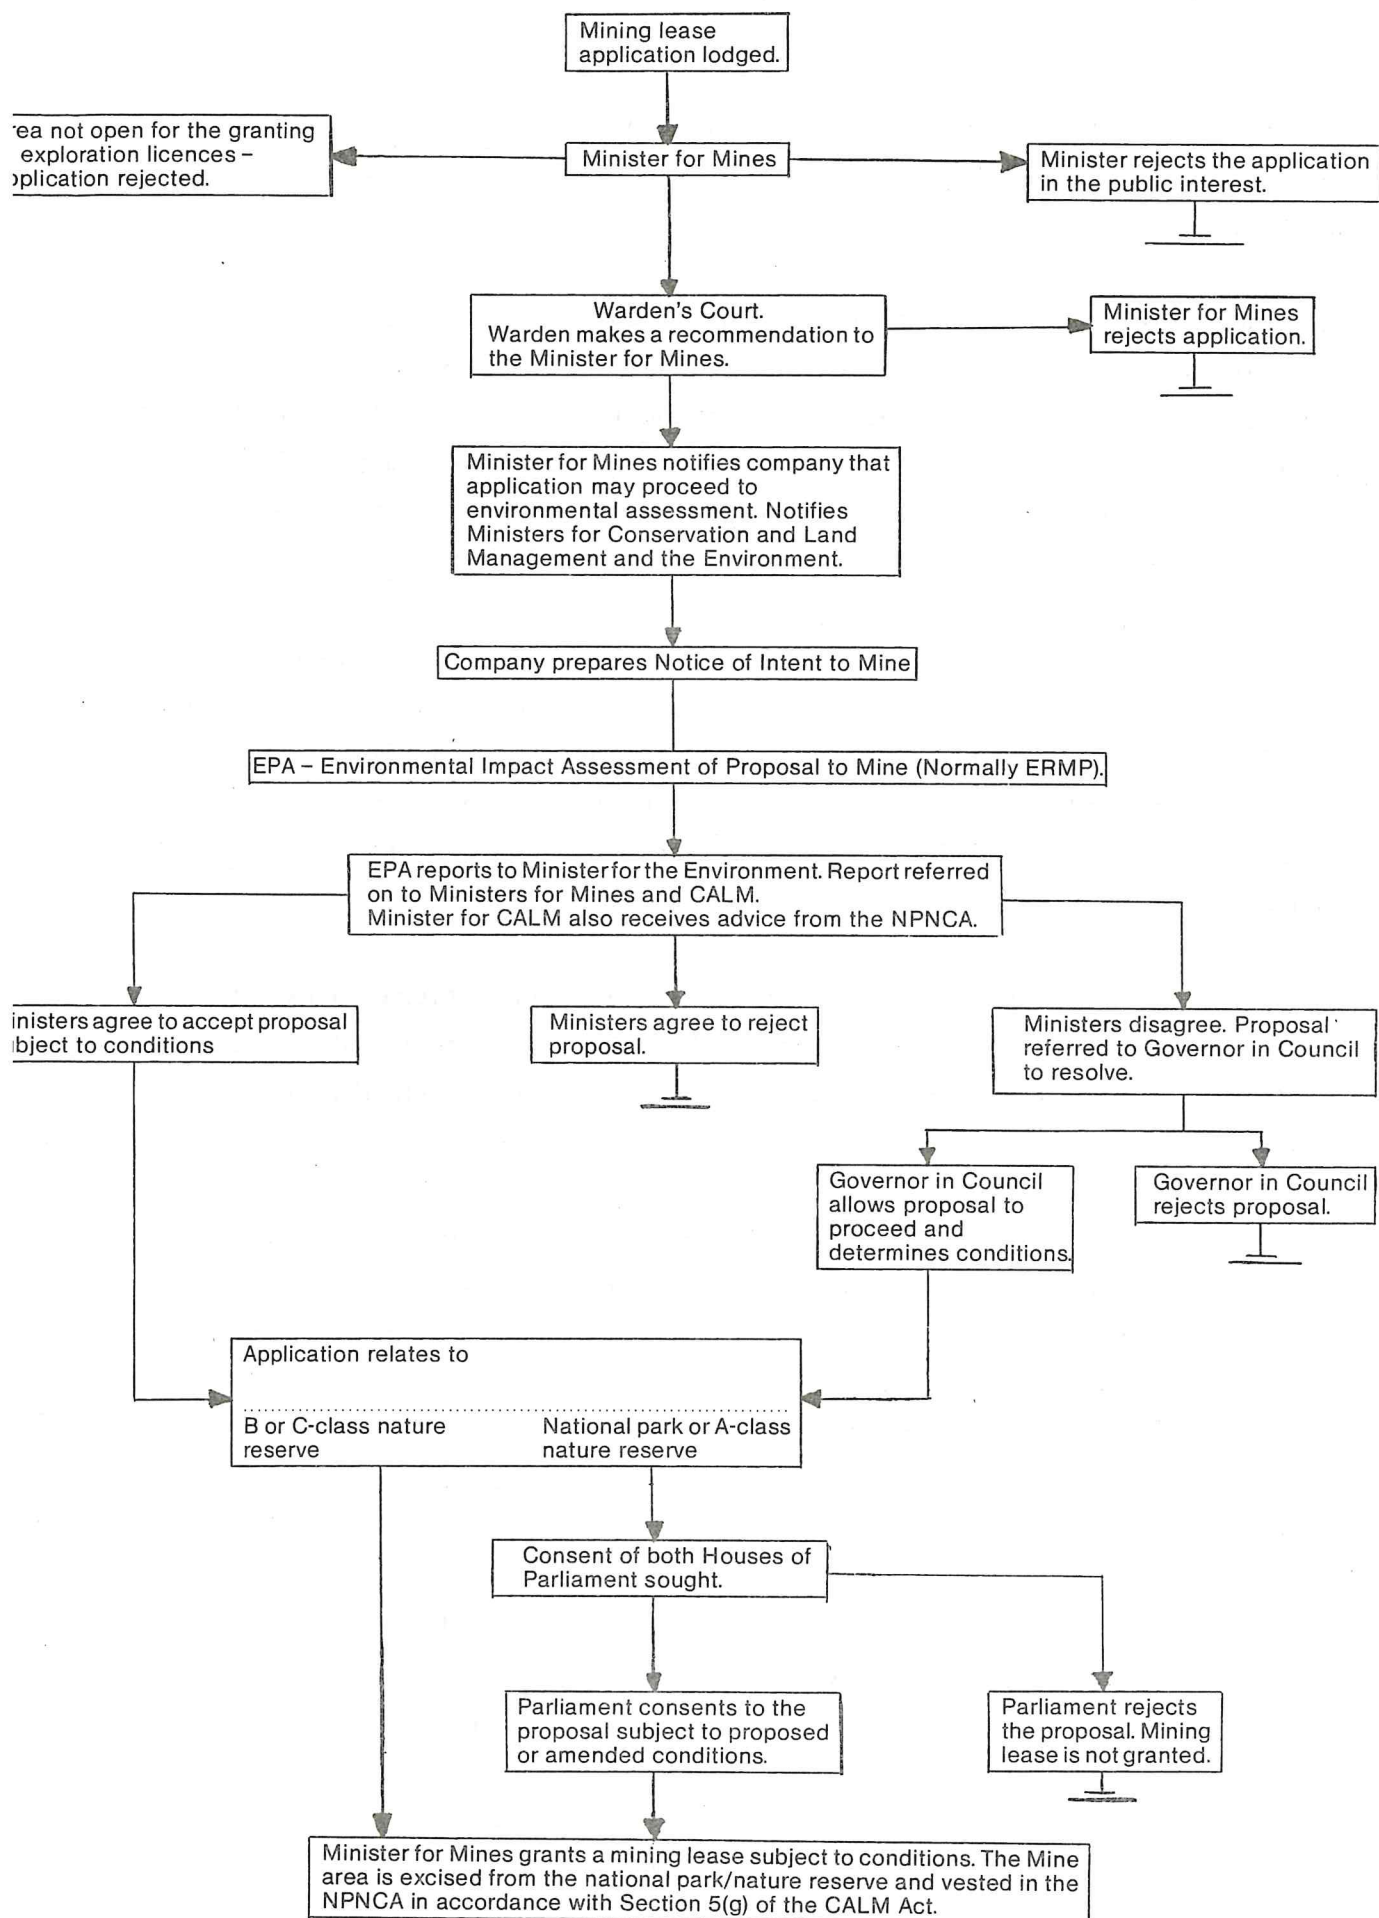 Mining lease
application lodged.
rea not open for the granting
exploration licences –
pplication rejected.
Minister for Mines
Minister rejects the application
in the public interest.
Warden's Court.
Warden makes a recommendation to
the Minister for Mines.
Minister for Mines
rejects application.
Minister for Mines notifies company that
application may proceed to
environmental assessment. Notifies
Ministers for Conservation and Land
Management and the Environment.
Company prepares Notice of Intent to Mine
EPA – Environmental Impact Assessment of Proposal to Mine (Normally ERMP).
EPA reports to Minister for the Environment. Report referred
on to Ministers for Mines and CALM.
Minister for CALM also receives advice from the NPNCA.
inisters agree to accept proposal
bject to conditions
Ministers agree to reject
proposal.
Ministers disagree. Proposal
referred to Governor in Council
to resolve.
Governor in Council
allows proposal to
proceed and
determines conditions.
Governor in Council
rejects proposal.
Application relates to
B or C-class nature
reserve
National park or A-class
nature reserve
Consent of both Houses of
Parliament sought.
Parliament consents to the
proposal subject to proposed
or amended conditions.
Parliament rejects
the proposal. Mining
lease is not granted.
Minister for Mines grants a mining lease subject to conditions. The Mine
area is excised from the national park/nature reserve and vested in the
NPNCA in accordance with Section 5(g) of the CALM Act.